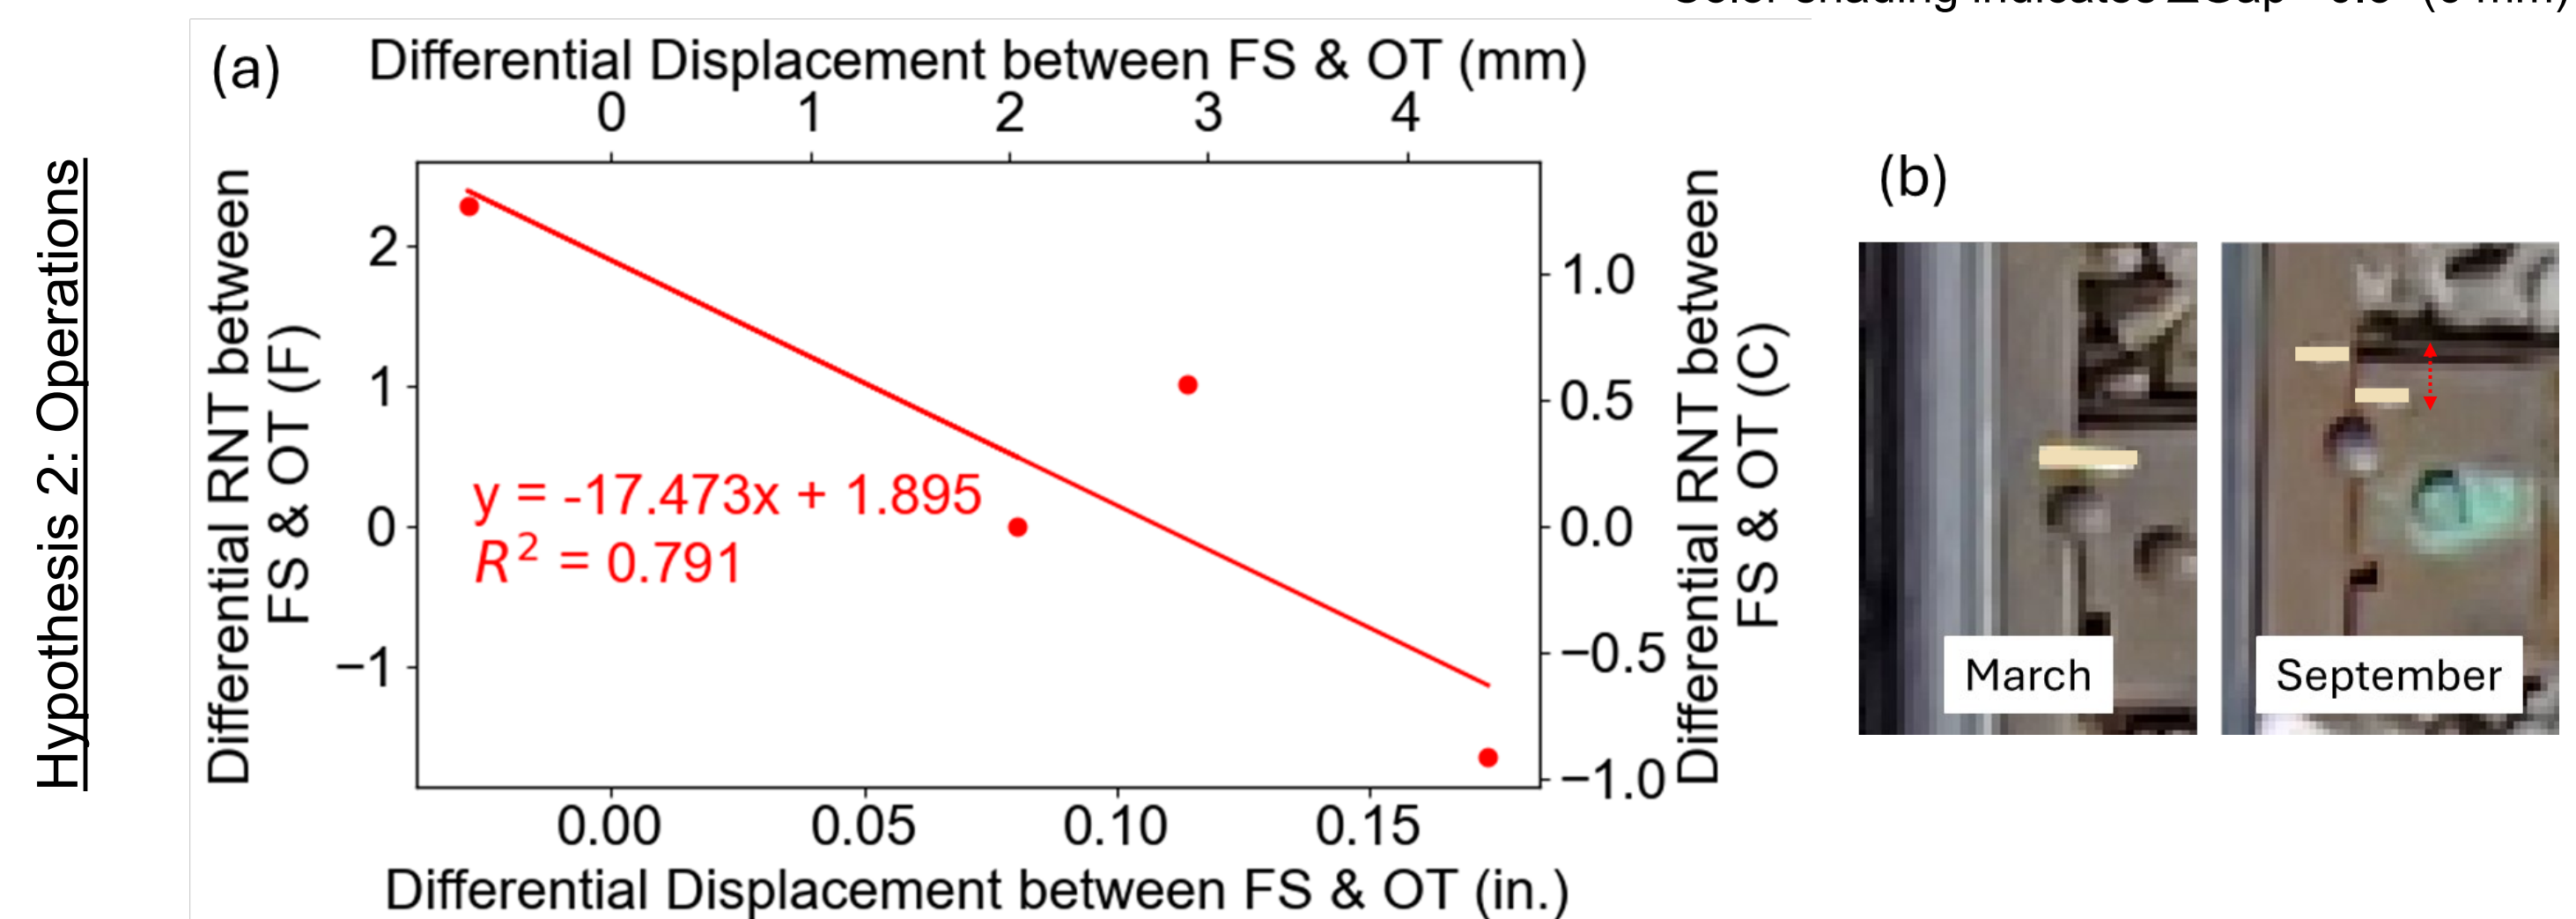 Hypothesis 2: Operations
(a)
Differential Displacement between FS & OT (mm)
0 1 2 3 4
Differential RNT between
FS & OT (F)
2
1
0
−1
y = -17.473x + 1.895
R² = 0.791
1.0
0.5
0.0
−0.5
−1.0
Differential RNT between
FS & OT (C)
0.00 0.05 0.10 0.15
Differential Displacement between FS & OT (in.)
(b)
March
September